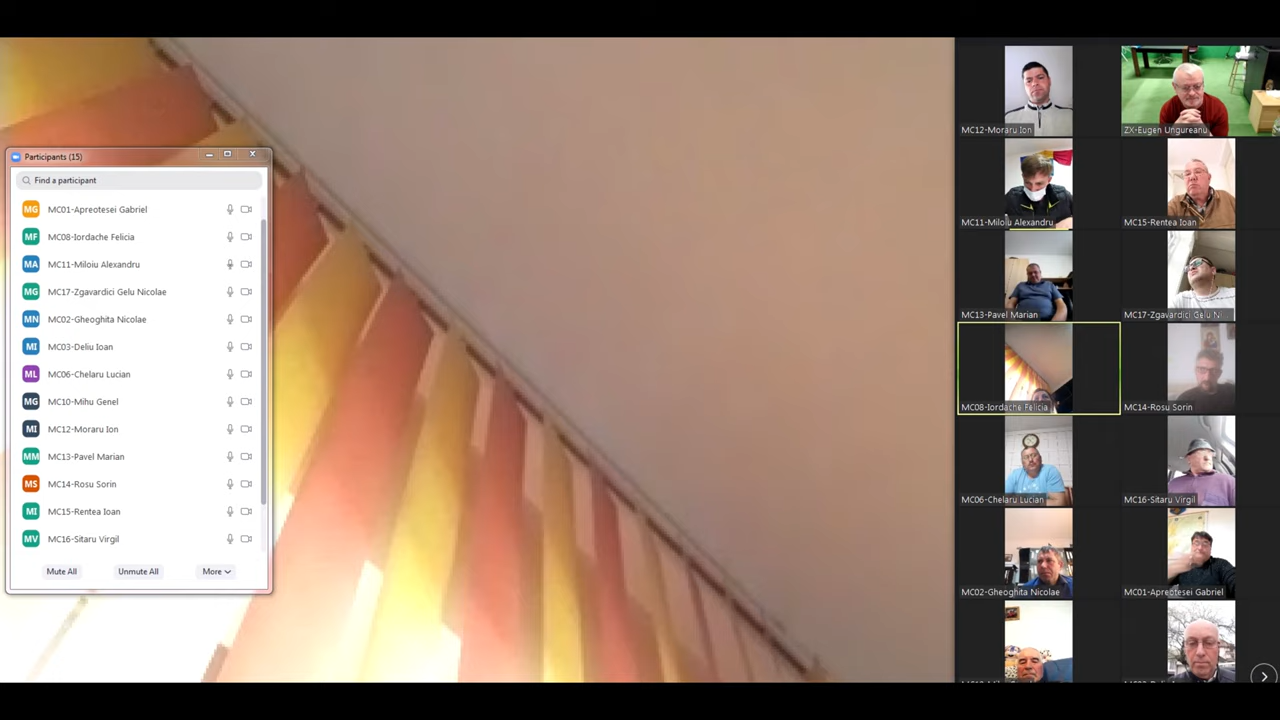 Participants (15)
Find a participant
MG MC01-Apreotesei Gabriel
MF MC08-Iordache Felicia
MA MC11-Miloiu Alexandru
MG MC17-Zgavardici Gelu Nicolae
MN MC02-Gheoghita Nicolae
MI MC03-Deliu Ioan
ML MC06-Chelaru Lucian
MG MC10-Mihu Genel
MI MC12-Moraru Ion
MM MC13-Pavel Marian
MS MC14-Rosu Sorin
MI MC15-Rentea Ioan
MV MC16-Sitaru Virgil
Mute All Unmute All More
MC12-Moraru Ion
ZX-Eugen Ungureanu
MC11-Miloiu Alexandru
MC15-Rentea Ioan
MC13-Pavel Marian
MC17-Zgavardici Gelu Ni...
MC08-Iordache Felicia
MC14-Rosu Sorin
MC06-Chelaru Lucian
MC16-Sitaru Virgil
MC02-Gheoghita Nicolae
MC01-Apreotesei Gabriel